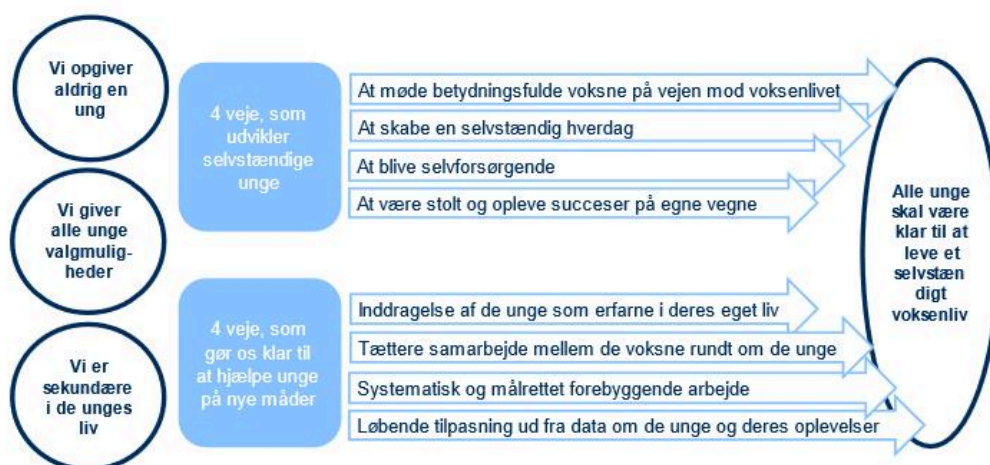 Vi opgiver
aldrig en
ung
Vi giver
alle unge
valgmulig-
heder
Vi er
sekundære
i de unges
liv
4 veje, som
udvikler
selvstændige
unge
At møde betydningsfulde voksne på vejen mod voksenlivet
At skabe en selvstændig hverdag
At blive selvforsørgende
At være stolt og opleve succeser på egne vegne
4 veje, som
gør os klar til
at hjælpe unge
på nye måder
Inddragelse af de unge som erfarne i deres eget liv
Tættere samarbejde mellem de voksne rundt om de unge
Systematisk og målrettet forebyggende arbejde
Løbende tilpasning ud fra data om de unge og deres oplevelser
Alle unge
skal være
klar til at
leve et
selvstæn
digt
voksenliv